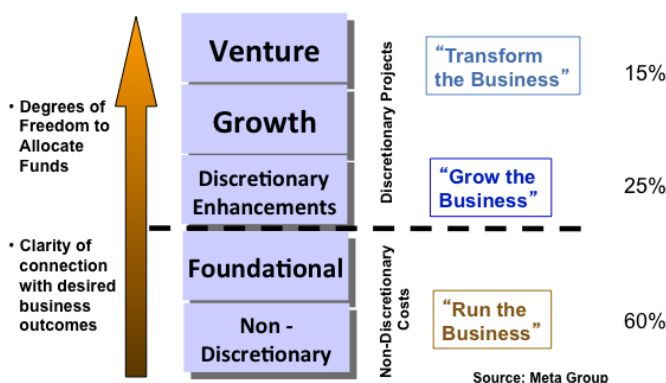 • Degrees of
Freedom to
Allocate
Funds
• Clarity of
connection
with desired
business
outcomes
Venture
Growth
Discretionary
Enhancements
Foundational
Non -
Discretionary
Discretionary Projects
Non-Discretionary
Costs
“Transform
the Business”
15%
“Grow the
Business”
25%
“Run the
Business”
60%
Source: Meta Group